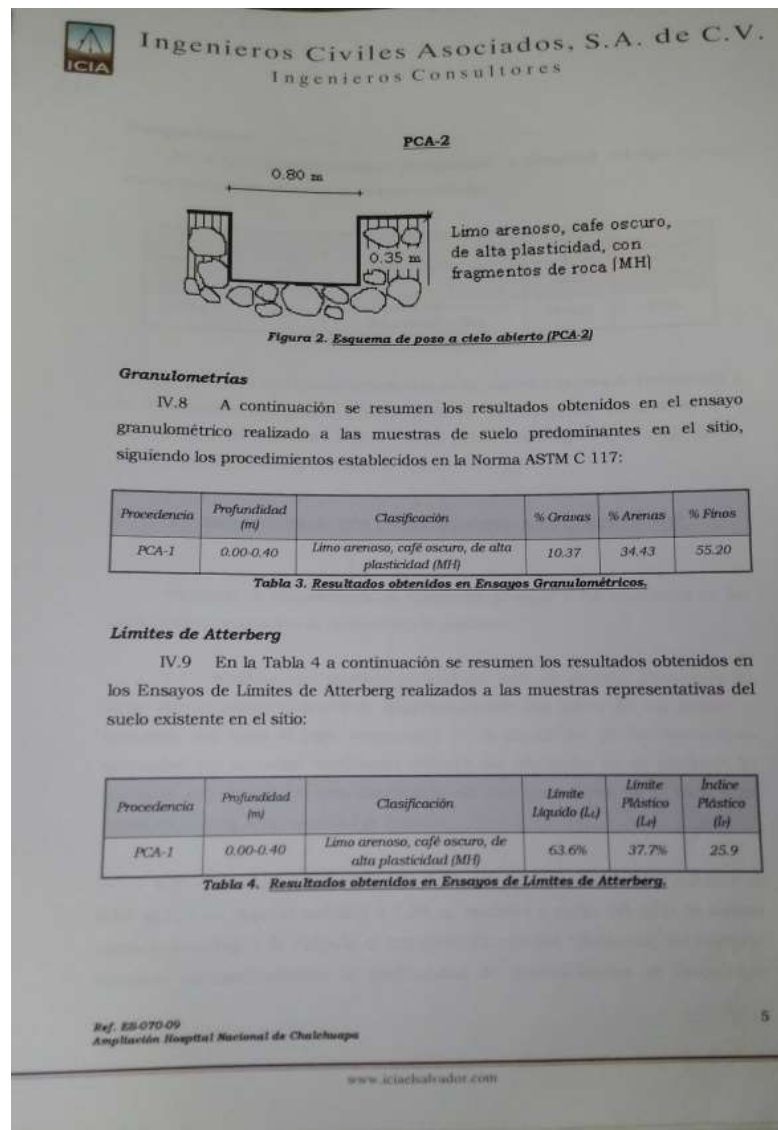 ICIA
Ingenieros Civiles Asociados, S.A. de C.V.
Ingenieros Consultores
PCA-2
0.80 m
0.35 m
Limo arenoso, cafe oscuro,
de alta plasticidad, con
fragmentos de roca (MH)
Figura 2. Esquema de pozo a cielo abierto (PCA-2)
Granulometrías
IV.8 A continuación se resumen los resultados obtenidos en el ensayo
granulométrico realizado a las muestras de suelo predominantes en el sitio,
siguiendo los procedimientos establecidos en la Norma ASTM C 117:
Procedencia Profundidad (m) Clasificación % Gravas % Arenas % Finos
PCA-1 0.00-0.40 Limo arenoso, café oscuro, de alta plasticidad (MH) 10.37 34.43 55.20
Tabla 3. Resultados obtenidos en Ensayos Granulométricos.
Límites de Atterberg
IV.9 En la Tabla 4 a continuación se resumen los resultados obtenidos en
los Ensayos de Límites de Atterberg realizados a las muestras representativas del
suelo existente en el sitio:
Procedencia Profundidad (m) Clasificación Límite Líquido (LL) Límite Plástico (LP) Índice Plástico (IP)
PCA-1 0.00-0.40 Limo arenoso, café oscuro, de alta plasticidad (MH) 63.6% 37.7% 25.9
Tabla 4. Resultados obtenidos en Ensayos de Límites de Atterberg.
Ref. ES-070-09
Ampliación Hospital Nacional de Chalchuapa
5
www.iciaelsalvador.com